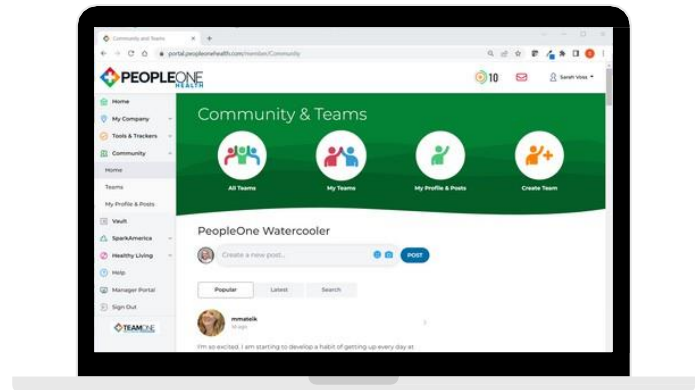 Community and Teams
portal.peopleonehealth.com/member/Community
PEOPLEONE
HEALTH
10
Sarah Voss
Home
My Company
Tools & Trackers
Community
Home
Teams
My Profile & Posts
Vault
SparkAmerica
Healthy Living
Help
Manager Portal
Sign Out
TEAMONE
Community & Teams
All Teams
My Teams
My Profile & Posts
Create Team
PeopleOne Watercooler
Create a new post...
POST
Popular
Latest
Search
mmatelk
1d ago
I'm so excited. I am starting to develop a habit of getting up every day at